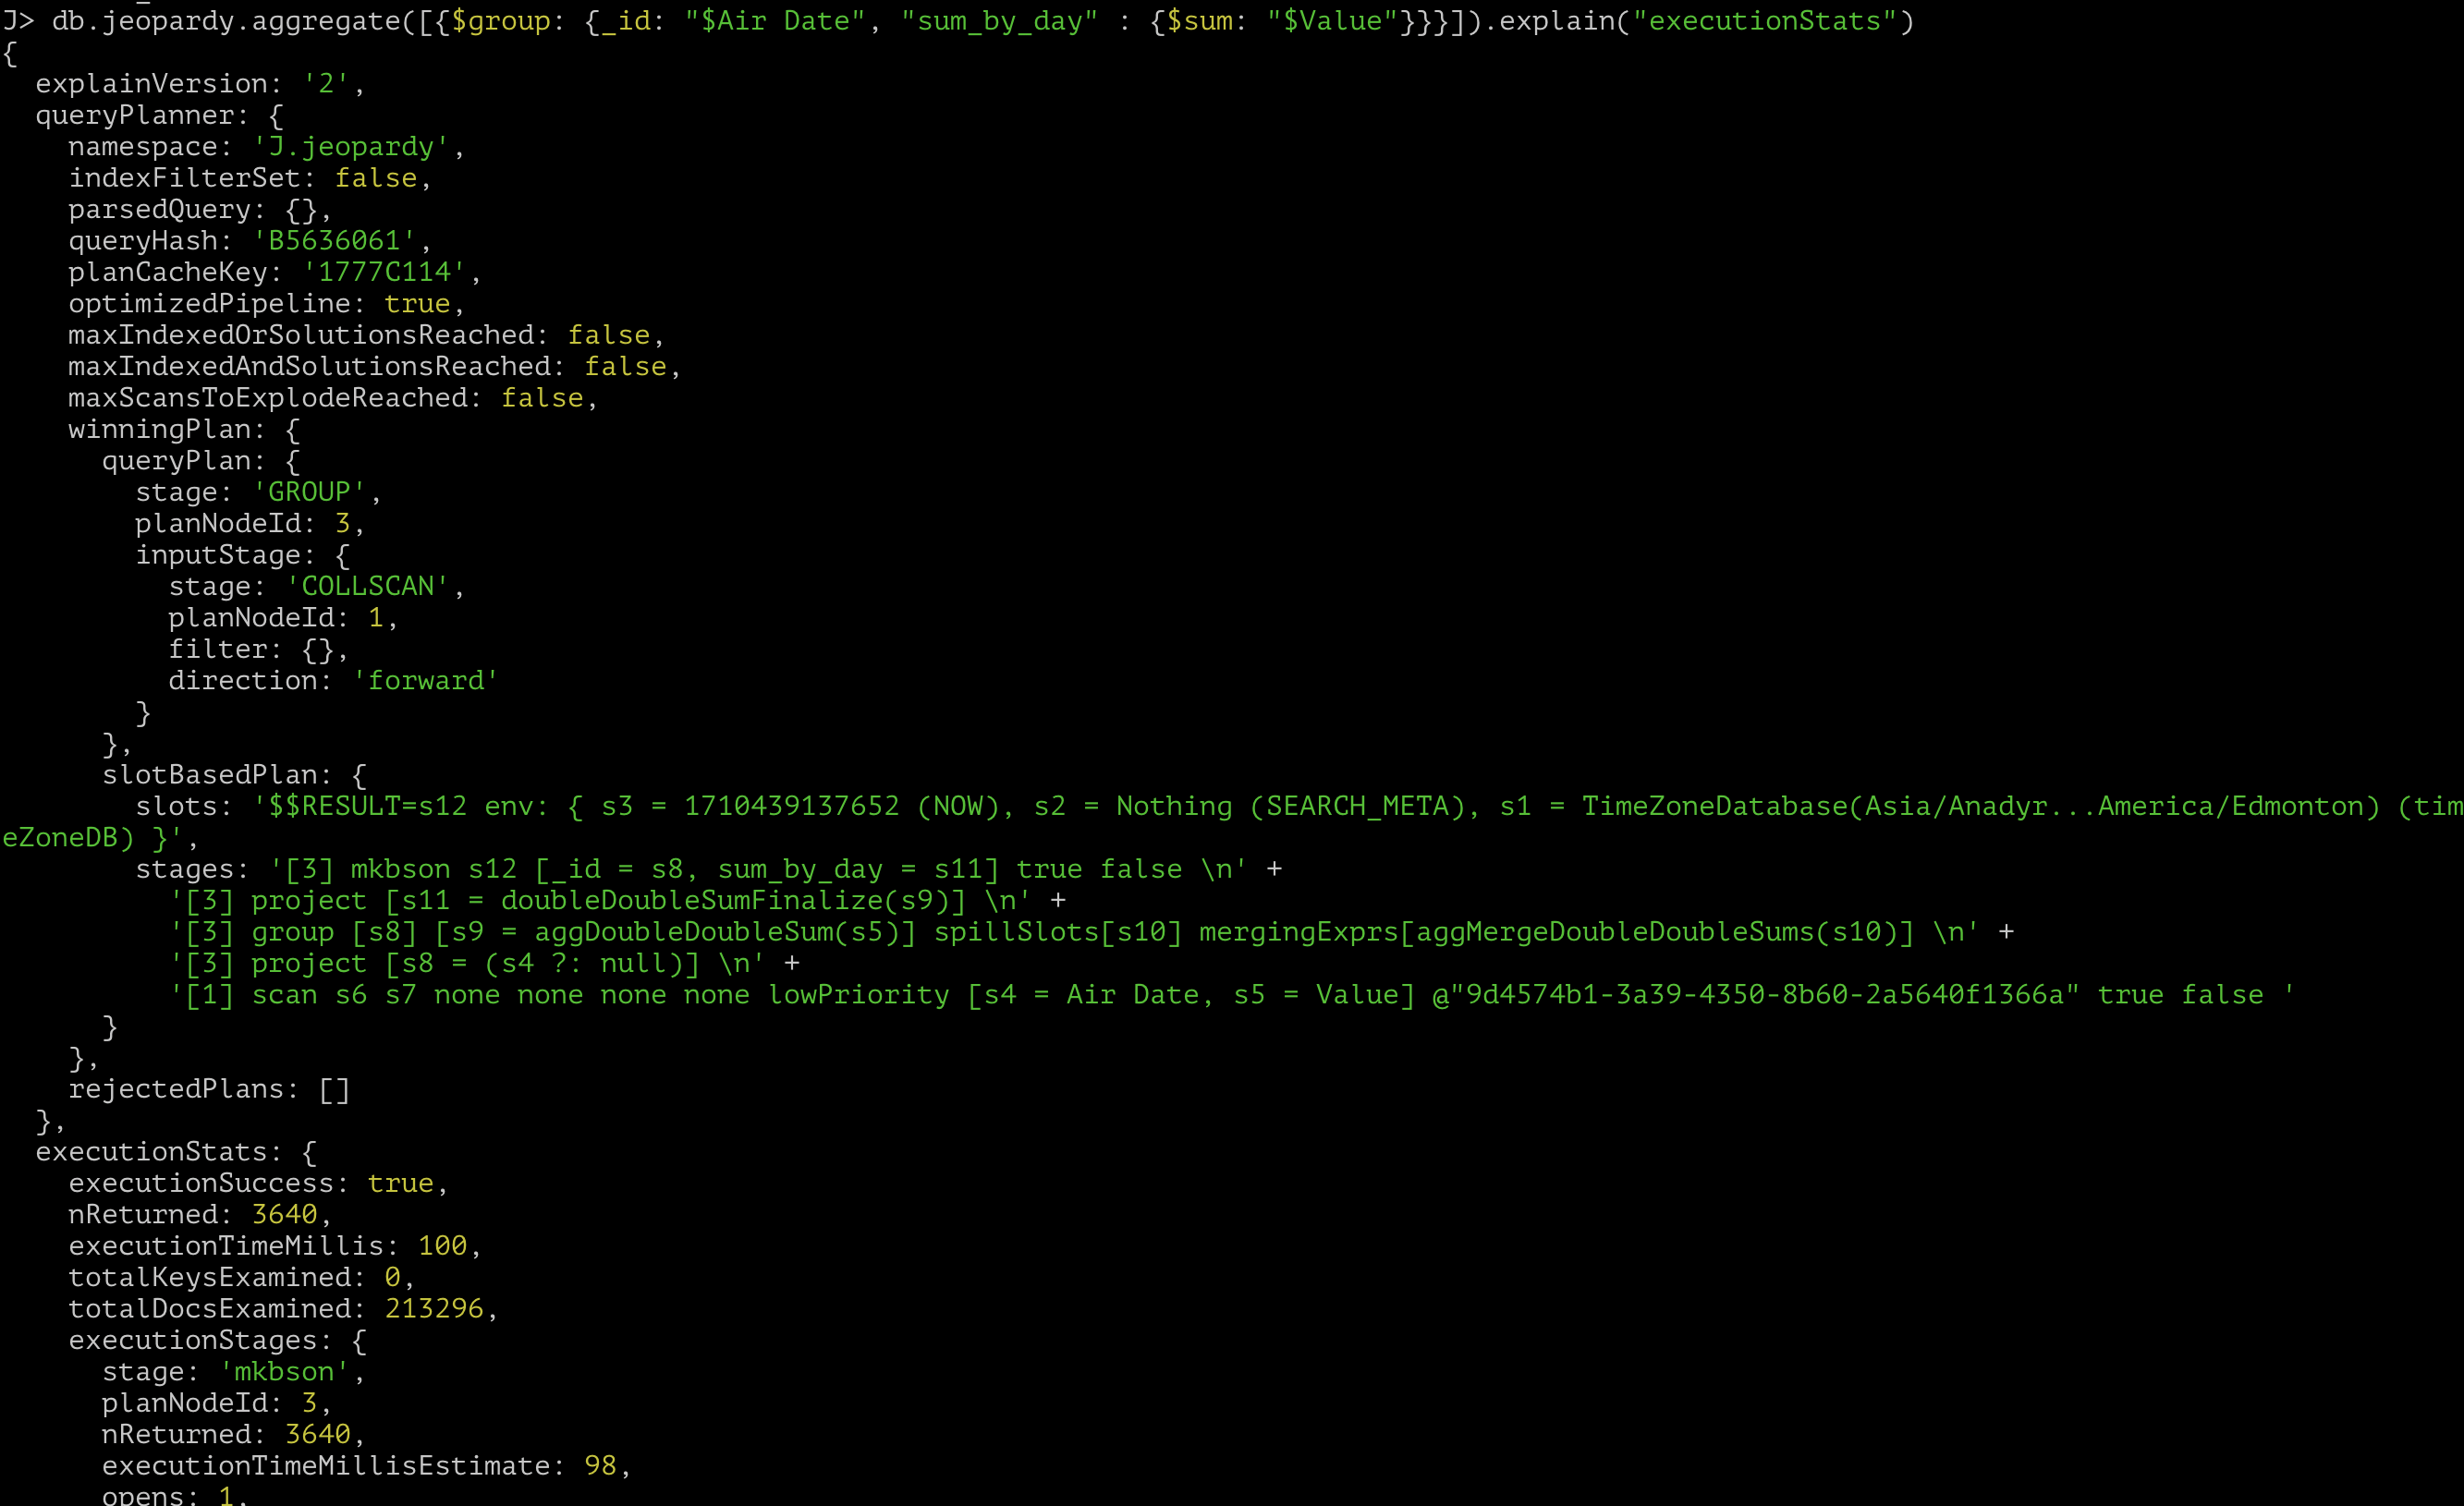 J> db.jeopardy.aggregate([{$group: {_id: "$Air Date", "sum_by_day" : {$sum: "$Value"}}}]).explain("executionStats")
{
  explainVersion: '2',
  queryPlanner: {
    namespace: 'J.jeopardy',
    indexFilterSet: false,
    parsedQuery: {},
    queryHash: 'B5636061',
    planCacheKey: '1777C114',
    optimizedPipeline: true,
    maxIndexedOrSolutionsReached: false,
    maxIndexedAndSolutionsReached: false,
    maxScansToExplodeReached: false,
    winningPlan: {
      queryPlan: {
        stage: 'GROUP',
        planNodeId: 3,
        inputStage: {
          stage: 'COLLSCAN',
          planNodeId: 1,
          filter: {},
          direction: 'forward'
        }
      },
      slotBasedPlan: {
        slots: '$$RESULT=s12 env: { s3 = 1710439137652 (NOW), s2 = Nothing (SEARCH_META), s1 = TimeZoneDatabase(Asia/Anadyr...America/Edmonton) (tim
eZoneDB) }',
        stages: '[3] mkbson s12 [_id = s8, sum_by_day = s11] true false \n' +
          '[3] project [s11 = doubleDoubleSumFinalize(s9)] \n' +
          '[3] group [s8] [s9 = aggDoubleDoubleSum(s5)] spillSlots[s10] mergingExprs[aggMergeDoubleDoubleSums(s10)] \n' +
          '[3] project [s8 = (s4 ?: null)] \n' +
          '[1] scan s6 s7 none none none none lowPriority [s4 = Air Date, s5 = Value] @"9d4574b1-3a39-4350-8b60-2a5640f1366a" true false '
      }
    },
    rejectedPlans: []
  },
  executionStats: {
    executionSuccess: true,
    nReturned: 3640,
    executionTimeMillis: 100,
    totalKeysExamined: 0,
    totalDocsExamined: 213296,
    executionStages: {
      stage: 'mkbson',
      planNodeId: 3,
      nReturned: 3640,
      executionTimeMillisEstimate: 98,
      opens: 1,